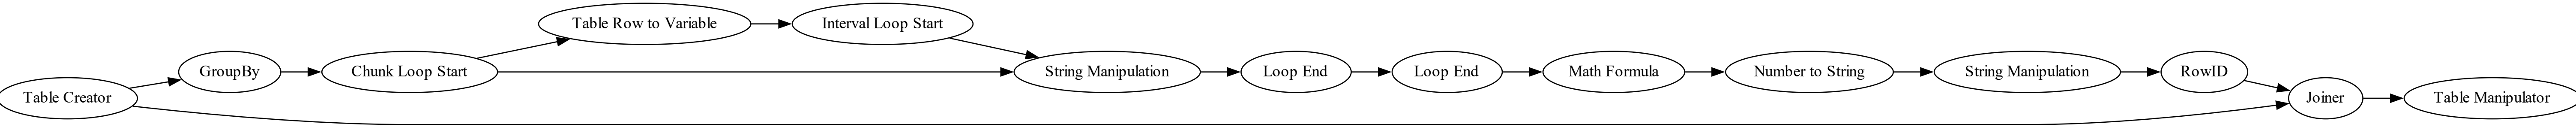 Table Creator
GroupBy
Chunk Loop Start
Table Row to Variable
Interval Loop Start
String Manipulation
Loop End
Loop End
Math Formula
Number to String
String Manipulation
RowID
Joiner
Table Manipulator